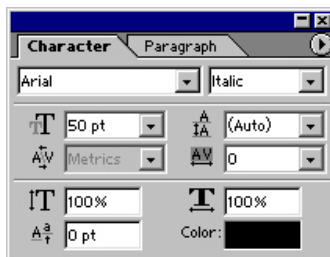 Character Paragraph
Arial Italic
50 pt (Auto)
Metrics 0
100% 100%
0 pt Color: